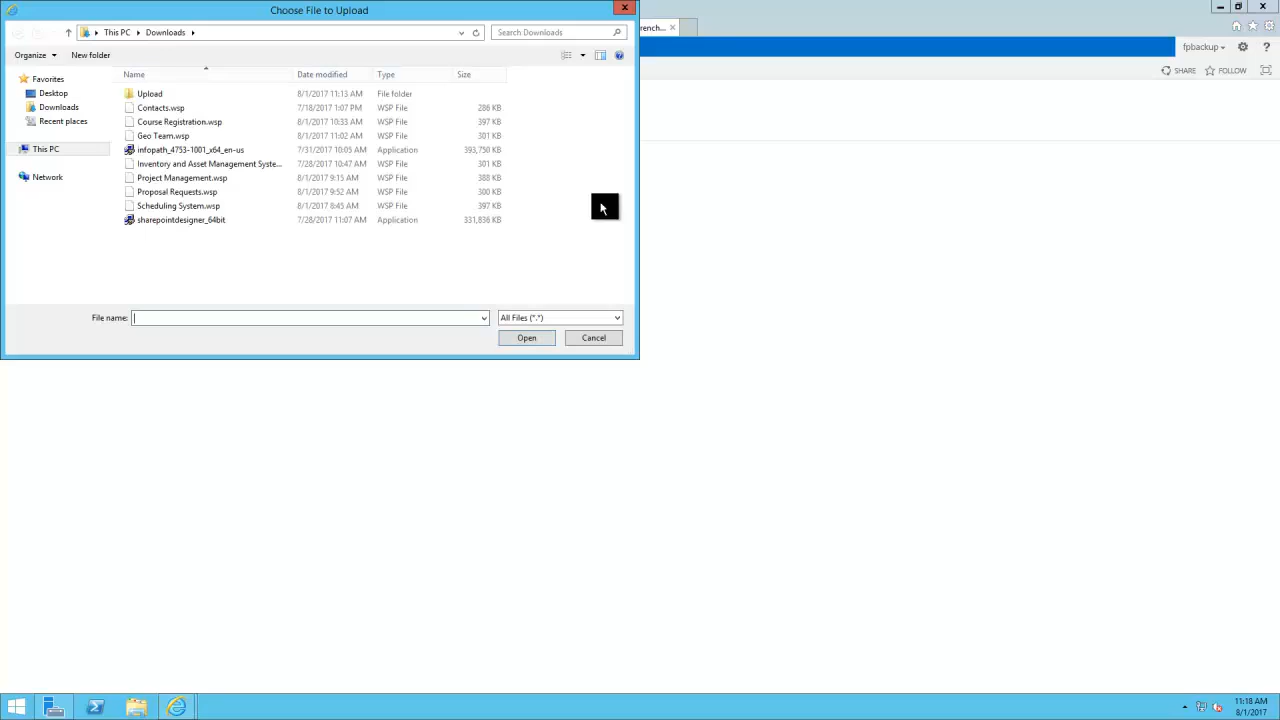 Choose File to Upload
This PC Downloads
Search Downloads
Organize New folder
Favorites
Desktop
Downloads
Recent places
This PC
Network
Name Date modified Type Size
Upload 8/1/2017 11:13 AM File folder
Contacts.wsp 7/18/2017 1:07 PM WSP File 286 KB
Course Registration.wsp 8/1/2017 10:33 AM WSP File 397 KB
Geo Team.wsp 8/1/2017 11:02 AM WSP File 301 KB
infopath_4753-1001_x64_en-us 7/31/2017 10:05 AM Application 393,750 KB
Inventory and Asset Management Syste... 7/28/2017 10:47 AM WSP File 301 KB
Project Management.wsp 8/1/2017 9:15 AM WSP File 388 KB
Proposal Requests.wsp 8/1/2017 9:52 AM WSP File 300 KB
Scheduling System.wsp 8/1/2017 8:45 AM WSP File 397 KB
sharepointdesigner_64bit 7/28/2017 11:07 AM Application 331,836 KB
File name:
All Files (*.*)
Open Cancel
rench...
fpbackup
SHARE FOLLOW
11:18 AM
8/1/2017